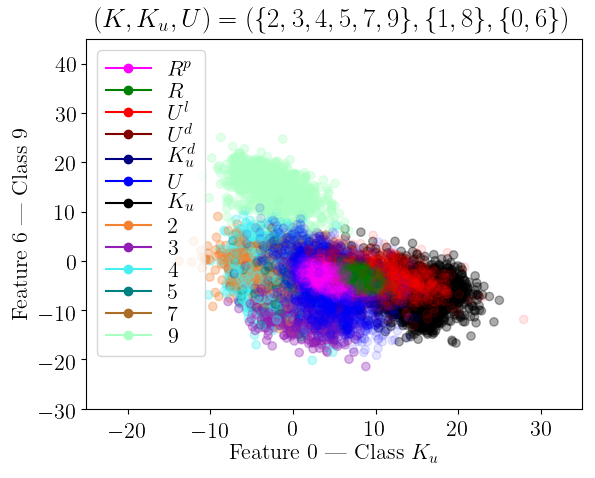 (K, K_u, U) = ({2, 3, 4, 5, 7, 9}, {1, 8}, {0, 6})
Feature 6 — Class 9
40
30
20
10
0
−10
−20
−30
R^p
R
U^l
U^d
K_u^d
U
K_u
2
3
4
5
7
9
−20 −10 0 10 20 30
Feature 0 — Class K_u